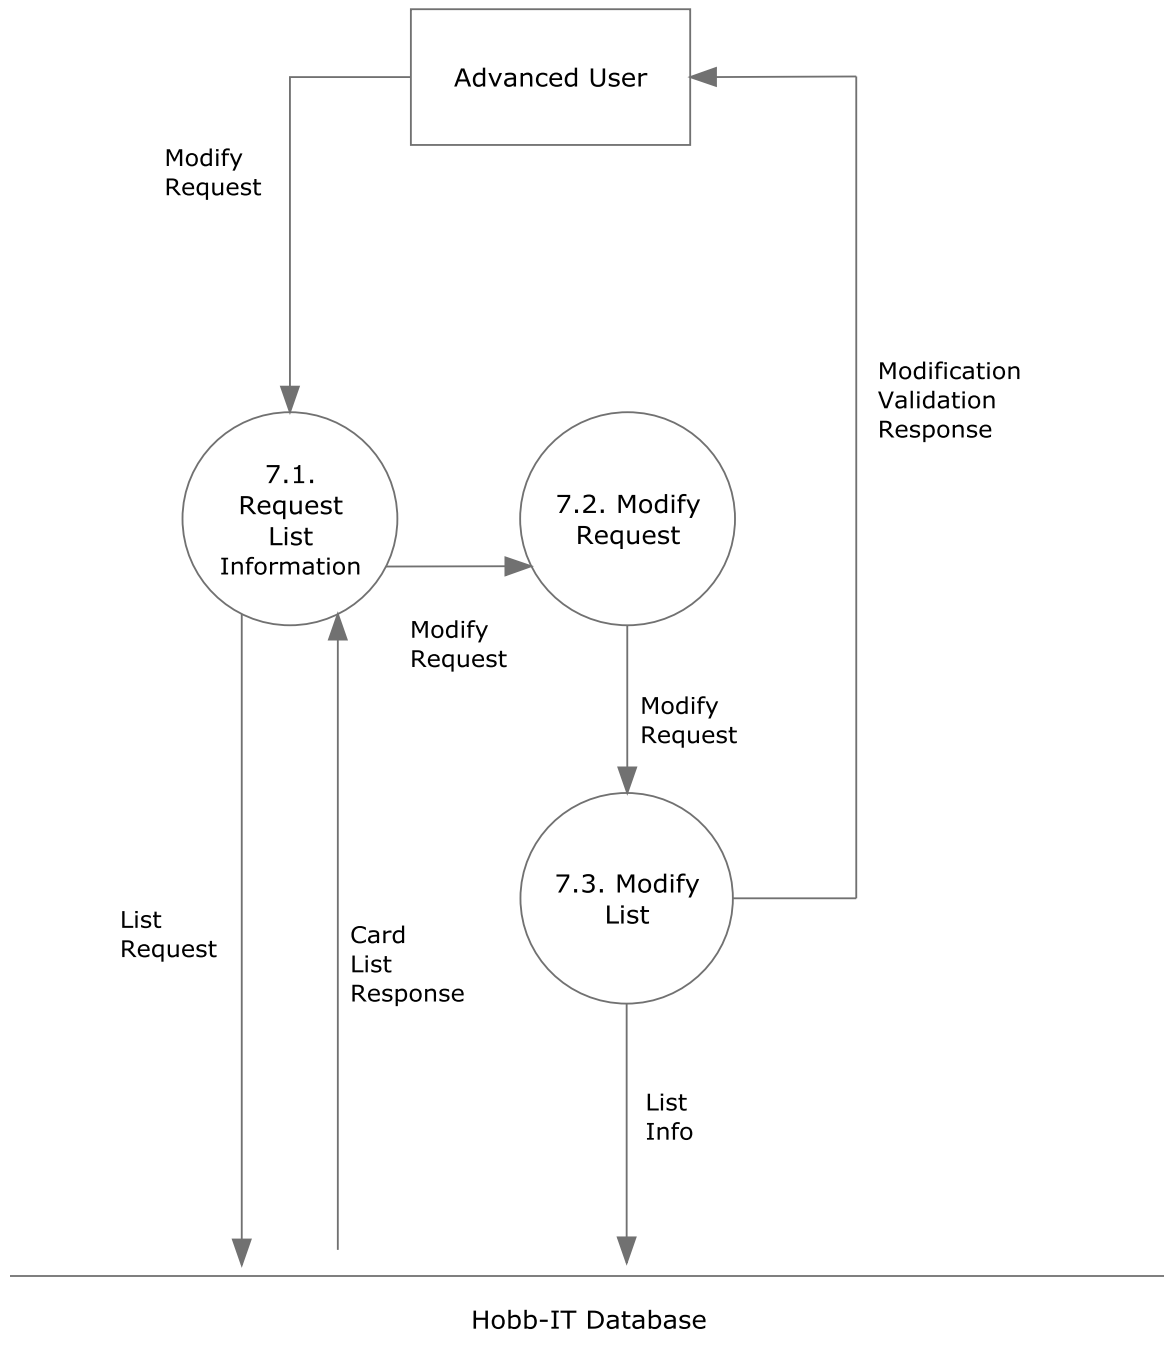 Advanced User
Modify
Request
Modification
Validation
Response
7.1.
Request
List
Information
7.2. Modify
Request
Modify
Request
Modify
Request
7.3. Modify
List
List
Request
Card
List
Response
List
Info
Hobb-IT Database